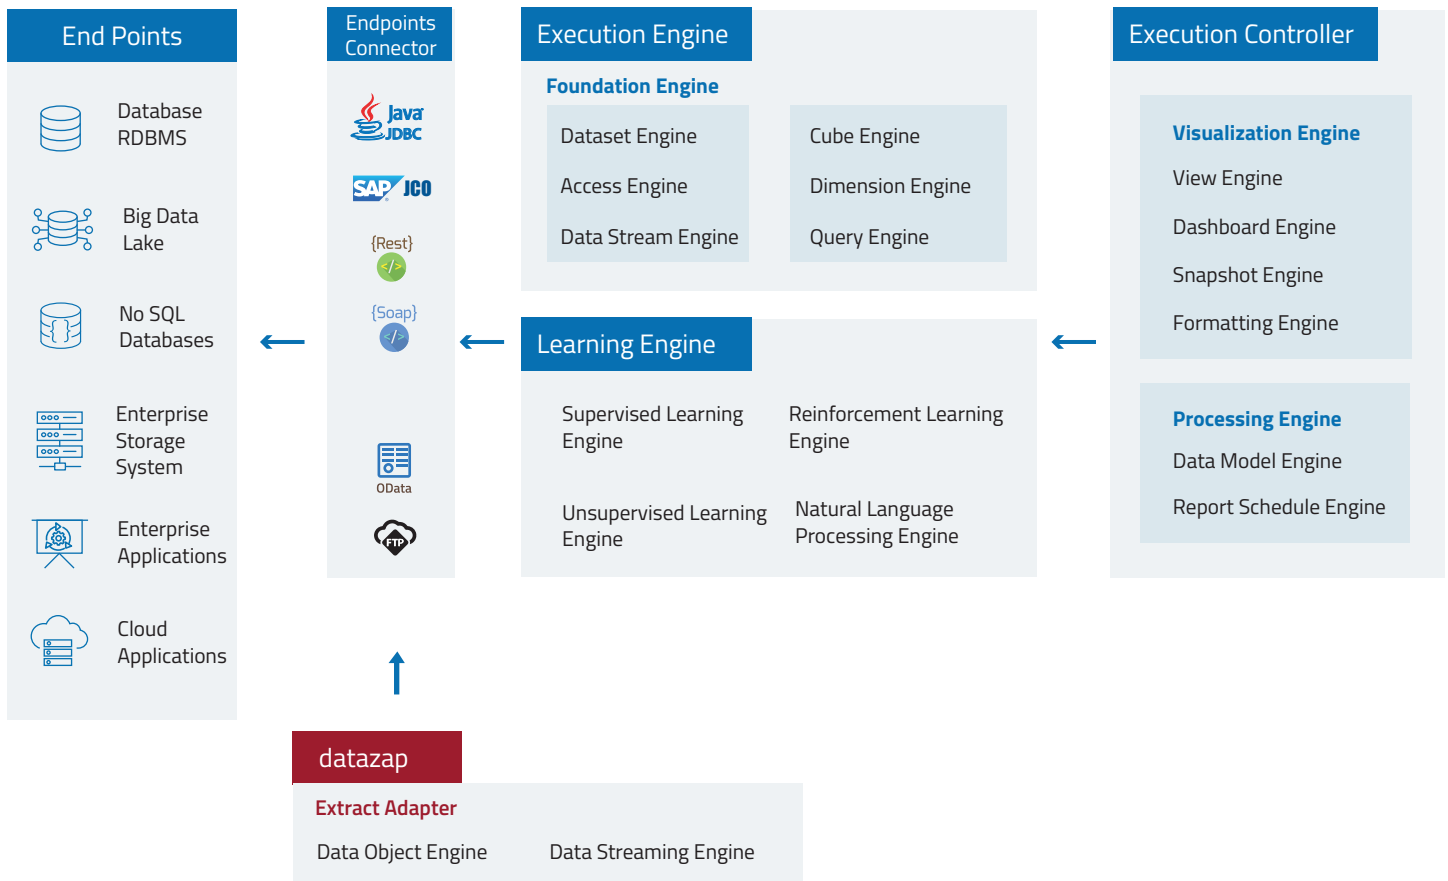 End Points
Database
RDBMS
Big Data
Lake
No SQL
Databases
Enterprise
Storage
System
Enterprise
Applications
Cloud
Applications
Endpoints
Connector
Java
JDBC
SAP JCO
{Rest}
</>
{Soap}
</>
OData
FTP
Execution Engine
Foundation Engine
Dataset Engine
Access Engine
Data Stream Engine
Cube Engine
Dimension Engine
Query Engine
Learning Engine
Supervised Learning
Engine
Reinforcement Learning
Engine
Unsupervised Learning
Engine
Natural Language
Processing Engine
Execution Controller
Visualization Engine
View Engine
Dashboard Engine
Snapshot Engine
Formatting Engine
Processing Engine
Data Model Engine
Report Schedule Engine
datazap
Extract Adapter
Data Object Engine
Data Streaming Engine